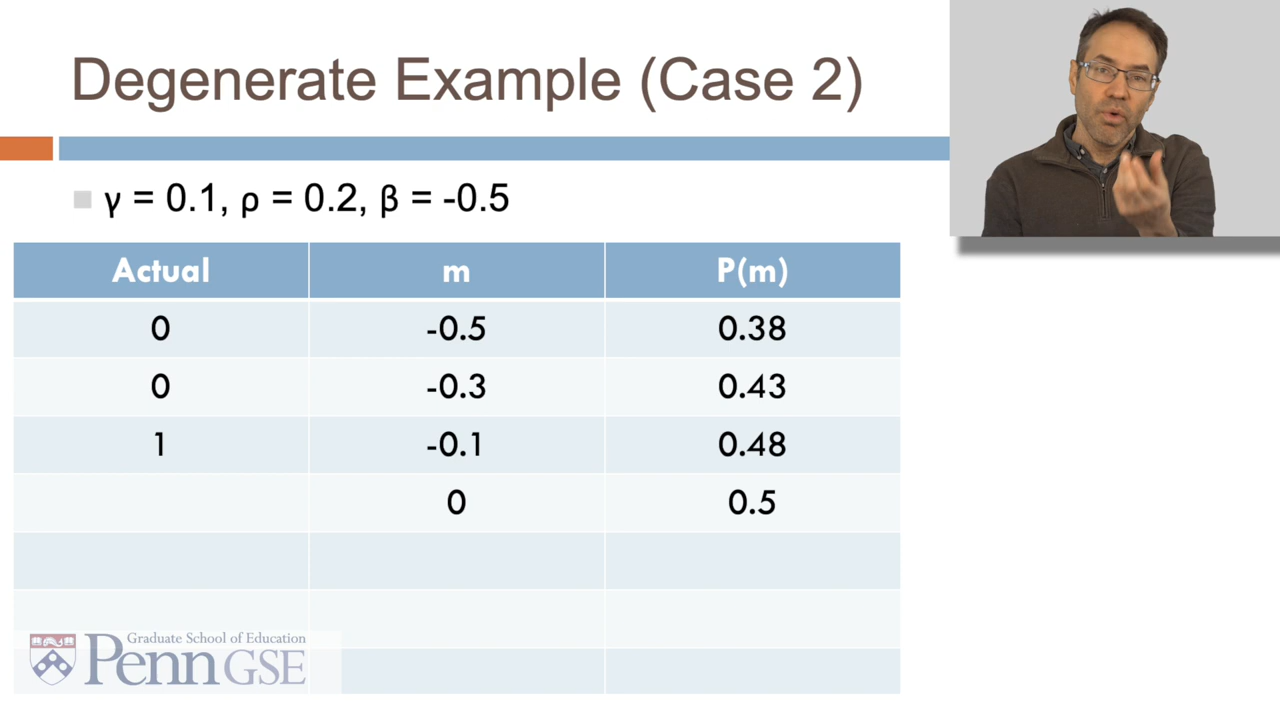 Degenerate Example (Case 2)
γ = 0.1, ρ = 0.2, β = -0.5
Actual m P(m)
0 -0.5 0.38
0 -0.3 0.43
1 -0.1 0.48
0 0.5
Graduate School of Education
Penn GSE